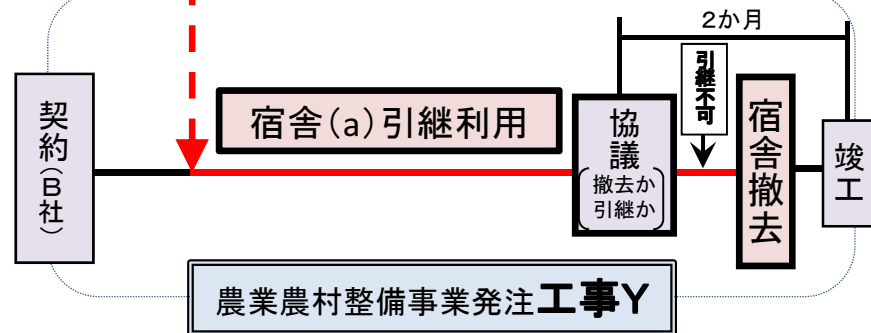 2か月
契約(B社)
宿舎(a)引継利用
協議
撤去か
引継か
引継不可
宿舎撤去
竣工
農業農村整備事業発注工事Y